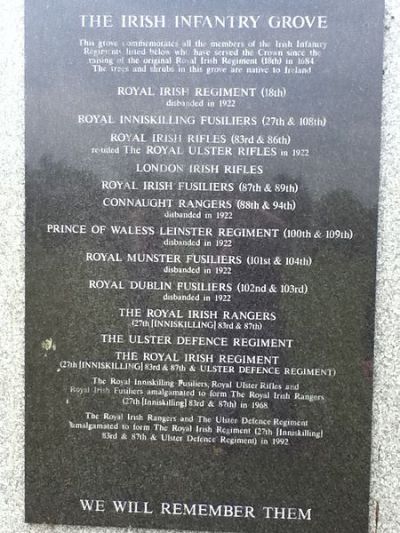 THE IRISH INFANTRY GROVE
This grove commemorates all the members of the Irish Infantry
Regiments listed below who have served the Crown since the
raising of the original Royal Irish Regiment (18th) in 1684
The trees and shrubs in this grove are native to Ireland
ROYAL IRISH REGIMENT (18th)
disbanded in 1922
ROYAL INNISKILLING FUSILIERS (27th & 108th)
ROYAL IRISH RIFLES (83rd & 86th)
re-titled The ROYAL ULSTER RIFLES in 1922
LONDON IRISH RIFLES
ROYAL IRISH FUSILIERS (87th & 89th)
CONNAUGHT RANGERS (88th & 94th)
disbanded in 1922
PRINCE OF WALES'S LEINSTER REGIMENT (100th & 109th)
disbanded in 1922
ROYAL MUNSTER FUSILIERS (101st & 104th)
disbanded in 1922
ROYAL DUBLIN FUSILIERS (102nd & 103rd)
disbanded in 1922
THE ROYAL IRISH RANGERS
(27th [INNISKILLING] 83rd & 87th)
THE ULSTER DEFENCE REGIMENT
THE ROYAL IRISH REGIMENT
(27th [INNISKILLING] 83rd & 87th & ULSTER DEFENCE REGIMENT)
The Royal Inniskilling Fusiliers, Royal Ulster Rifles and
Royal Irish Fusiliers amalgamated to form The Royal Irish Rangers
(27th [Inniskilling] 83rd & 87th) in 1968
The Royal Irish Rangers and The Ulster Defence Regiment
amalgamated to form The Royal Irish Regiment (27th [Inniskilling]
83rd & 87th & Ulster Defence Regiment) in 1992
WE WILL REMEMBER THEM